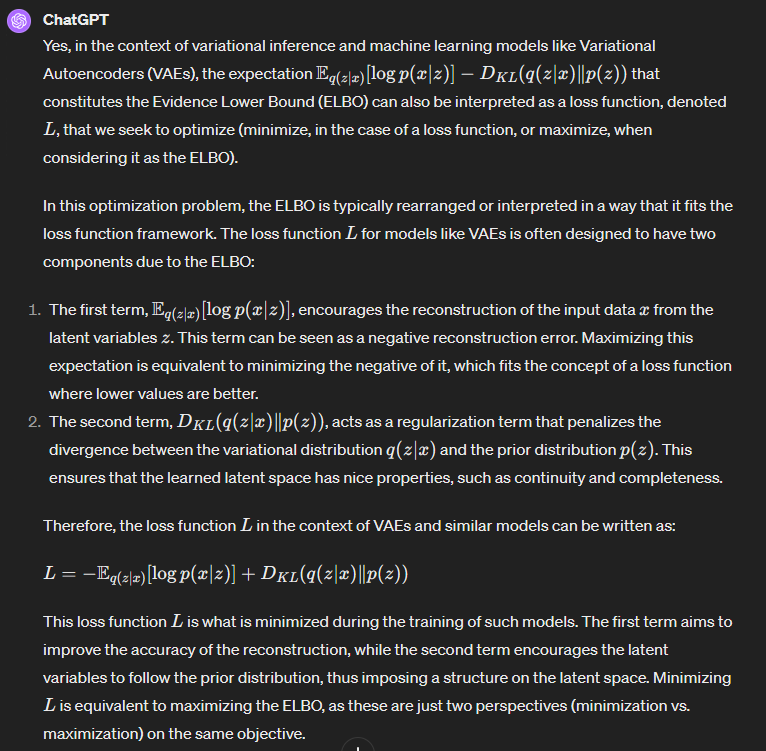 ChatGPT
Yes, in the context of variational inference and machine learning models like Variational
Autoencoders (VAEs), the expectation 𝔼q(z|x)[log p(x|z)] − DKL(q(z|x)‖p(z)) that
constitutes the Evidence Lower Bound (ELBO) can also be interpreted as a loss function, denoted
L, that we seek to optimize (minimize, in the case of a loss function, or maximize, when
considering it as the ELBO).
In this optimization problem, the ELBO is typically rearranged or interpreted in a way that it fits the
loss function framework. The loss function L for models like VAEs is often designed to have two
components due to the ELBO:
1. The first term, 𝔼q(z|x)[log p(x|z)], encourages the reconstruction of the input data x from the
latent variables z. This term can be seen as a negative reconstruction error. Maximizing this
expectation is equivalent to minimizing the negative of it, which fits the concept of a loss function
where lower values are better.
2. The second term, DKL(q(z|x)‖p(z)), acts as a regularization term that penalizes the
divergence between the variational distribution q(z|x) and the prior distribution p(z). This
ensures that the learned latent space has nice properties, such as continuity and completeness.
Therefore, the loss function L in the context of VAEs and similar models can be written as:
L = −𝔼q(z|x)[log p(x|z)] + DKL(q(z|x)‖p(z))
This loss function L is what is minimized during the training of such models. The first term aims to
improve the accuracy of the reconstruction, while the second term encourages the latent
variables to follow the prior distribution, thus imposing a structure on the latent space. Minimizing
L is equivalent to maximizing the ELBO, as these are just two perspectives (minimization vs.
maximization) on the same objective.